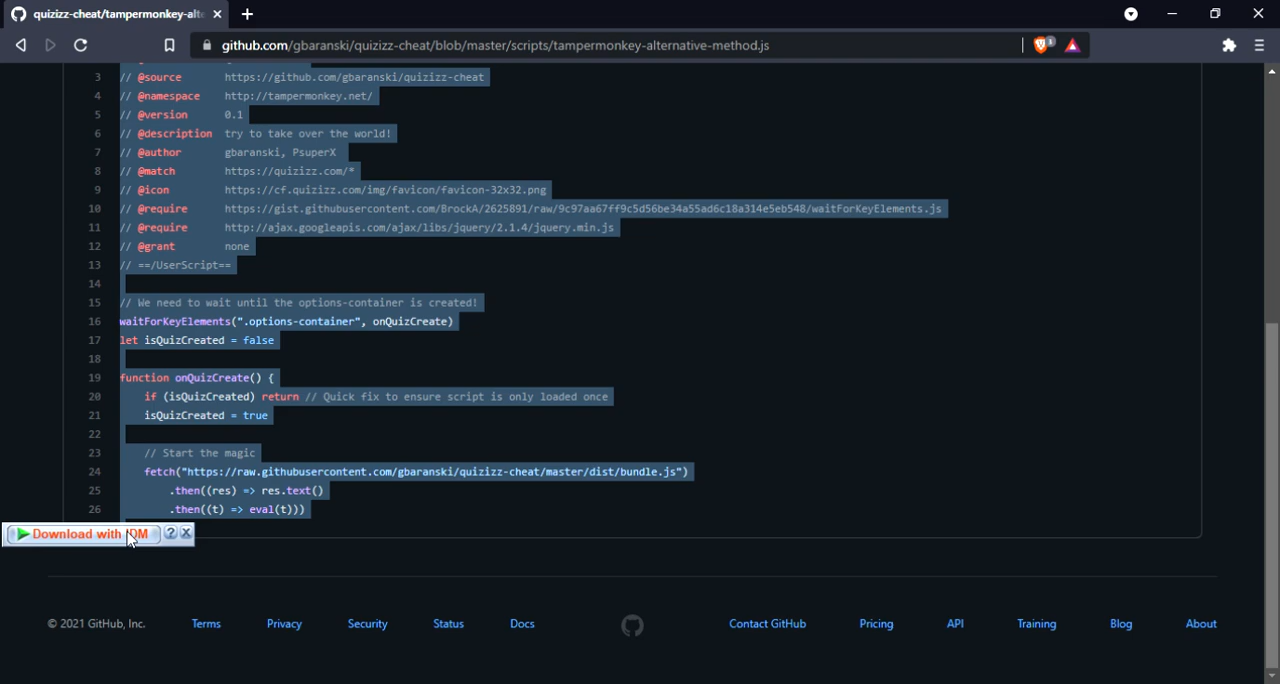 quizizz-cheat/tampermonkey-alte
github.com/gbaranski/quizizz-cheat/blob/master/scripts/tampermonkey-alternative-method.js
1
3 // @source https://github.com/gbaranski/quizizz-cheat
4 // @namespace http://tampermonkey.net/
5 // @version 0.1
6 // @description try to take over the world!
7 // @author gbaranski, PsuperX
8 // @match https://quizizz.com/*
9 // @icon https://cf.quizizz.com/img/favicon/favicon-32x32.png
10 // @require https://gist.githubusercontent.com/BrockA/2625891/raw/9c97aa67ff9c5d56be34a55ad6c18a314e5eb548/waitForKeyElements.js
11 // @require http://ajax.googleapis.com/ajax/libs/jquery/2.1.4/jquery.min.js
12 // @grant none
13 // ==/UserScript==
14
15 // We need to wait until the options-container is created!
16 waitForKeyElements(".options-container", onQuizCreate)
17 let isQuizCreated = false
18
19 function onQuizCreate() {
20 if (isQuizCreated) return // Quick fix to ensure script is only loaded once
21 isQuizCreated = true
22
23 // Start the magic
24 fetch("https://raw.githubusercontent.com/gbaranski/quizizz-cheat/master/dist/bundle.js")
25 .then((res) => res.text()
26 .then((t) => eval(t)))
Download with IDM ?
© 2021 GitHub, Inc. Terms Privacy Security Status Docs Contact GitHub Pricing API Training Blog About